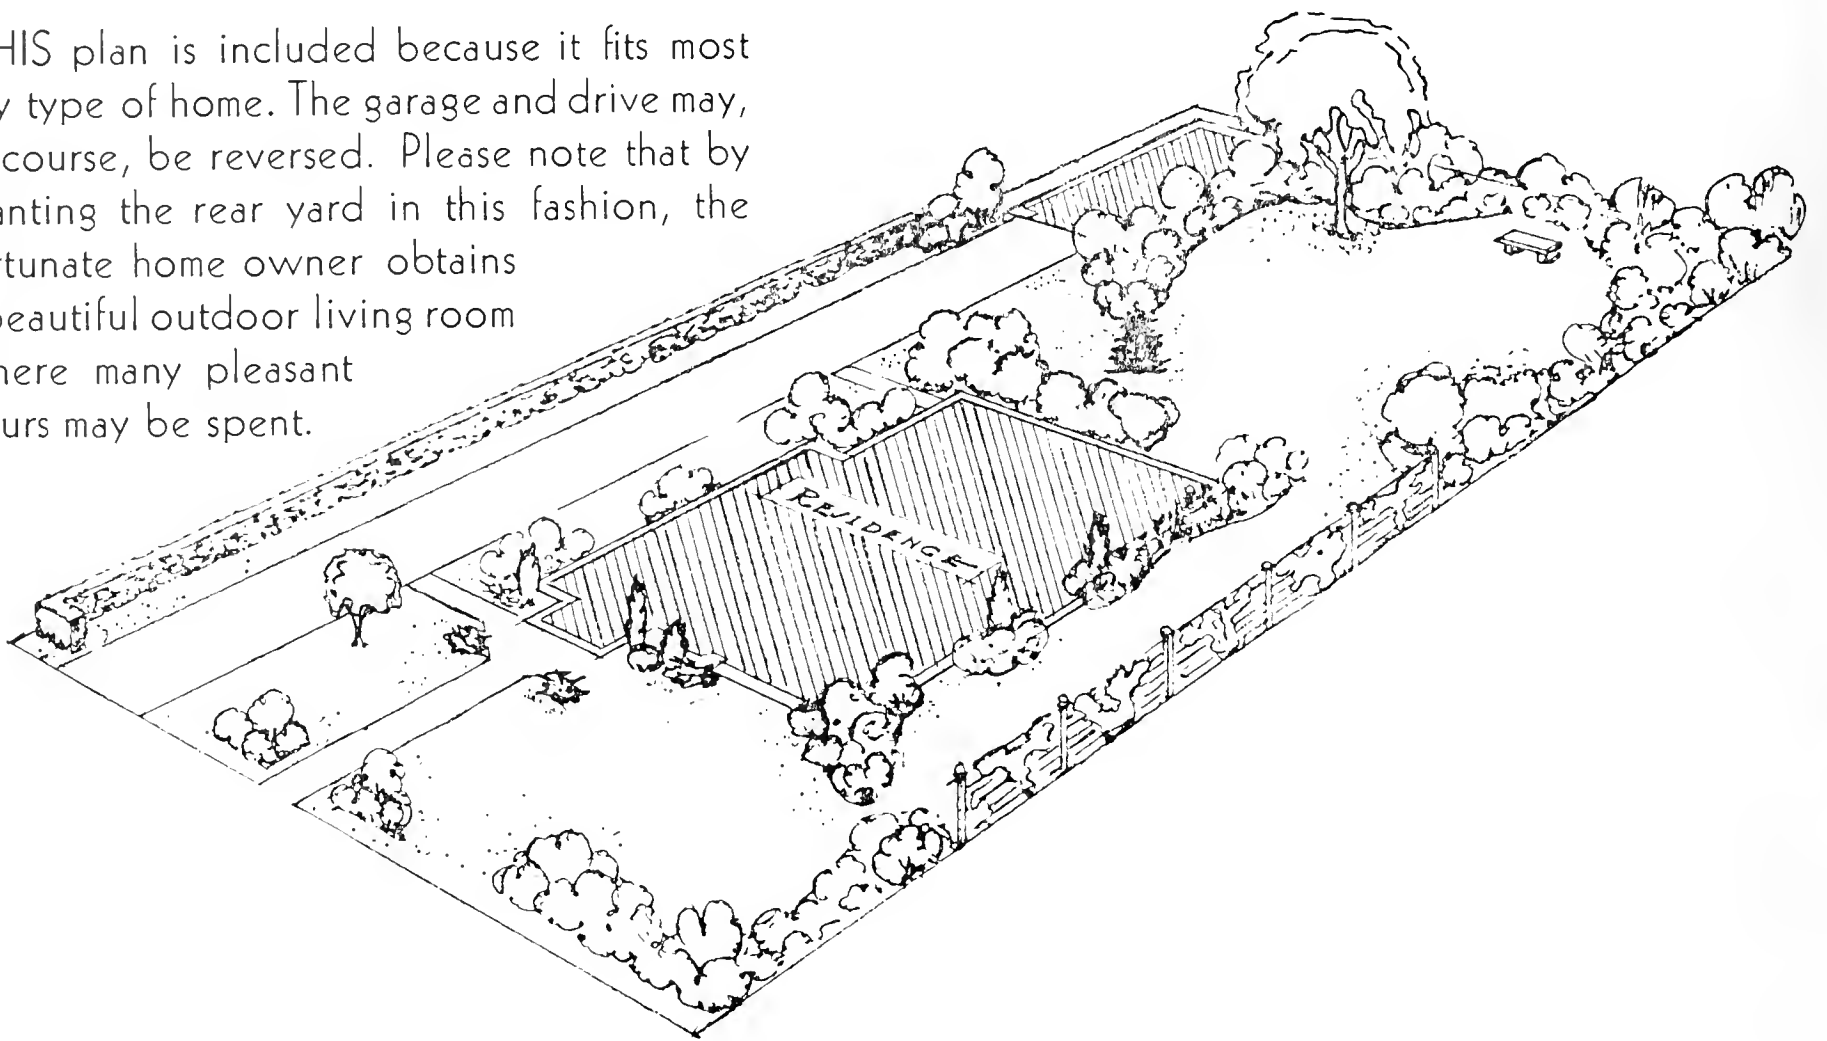 HIS plan is included because it fits most
y type of home. The garage and drive may,
course, be reversed. Please note that by
anting the rear yard in this fashion, the
rtunate home owner obtains
beautiful outdoor living room
here many pleasant
urs may be spent.
RESIDENCE